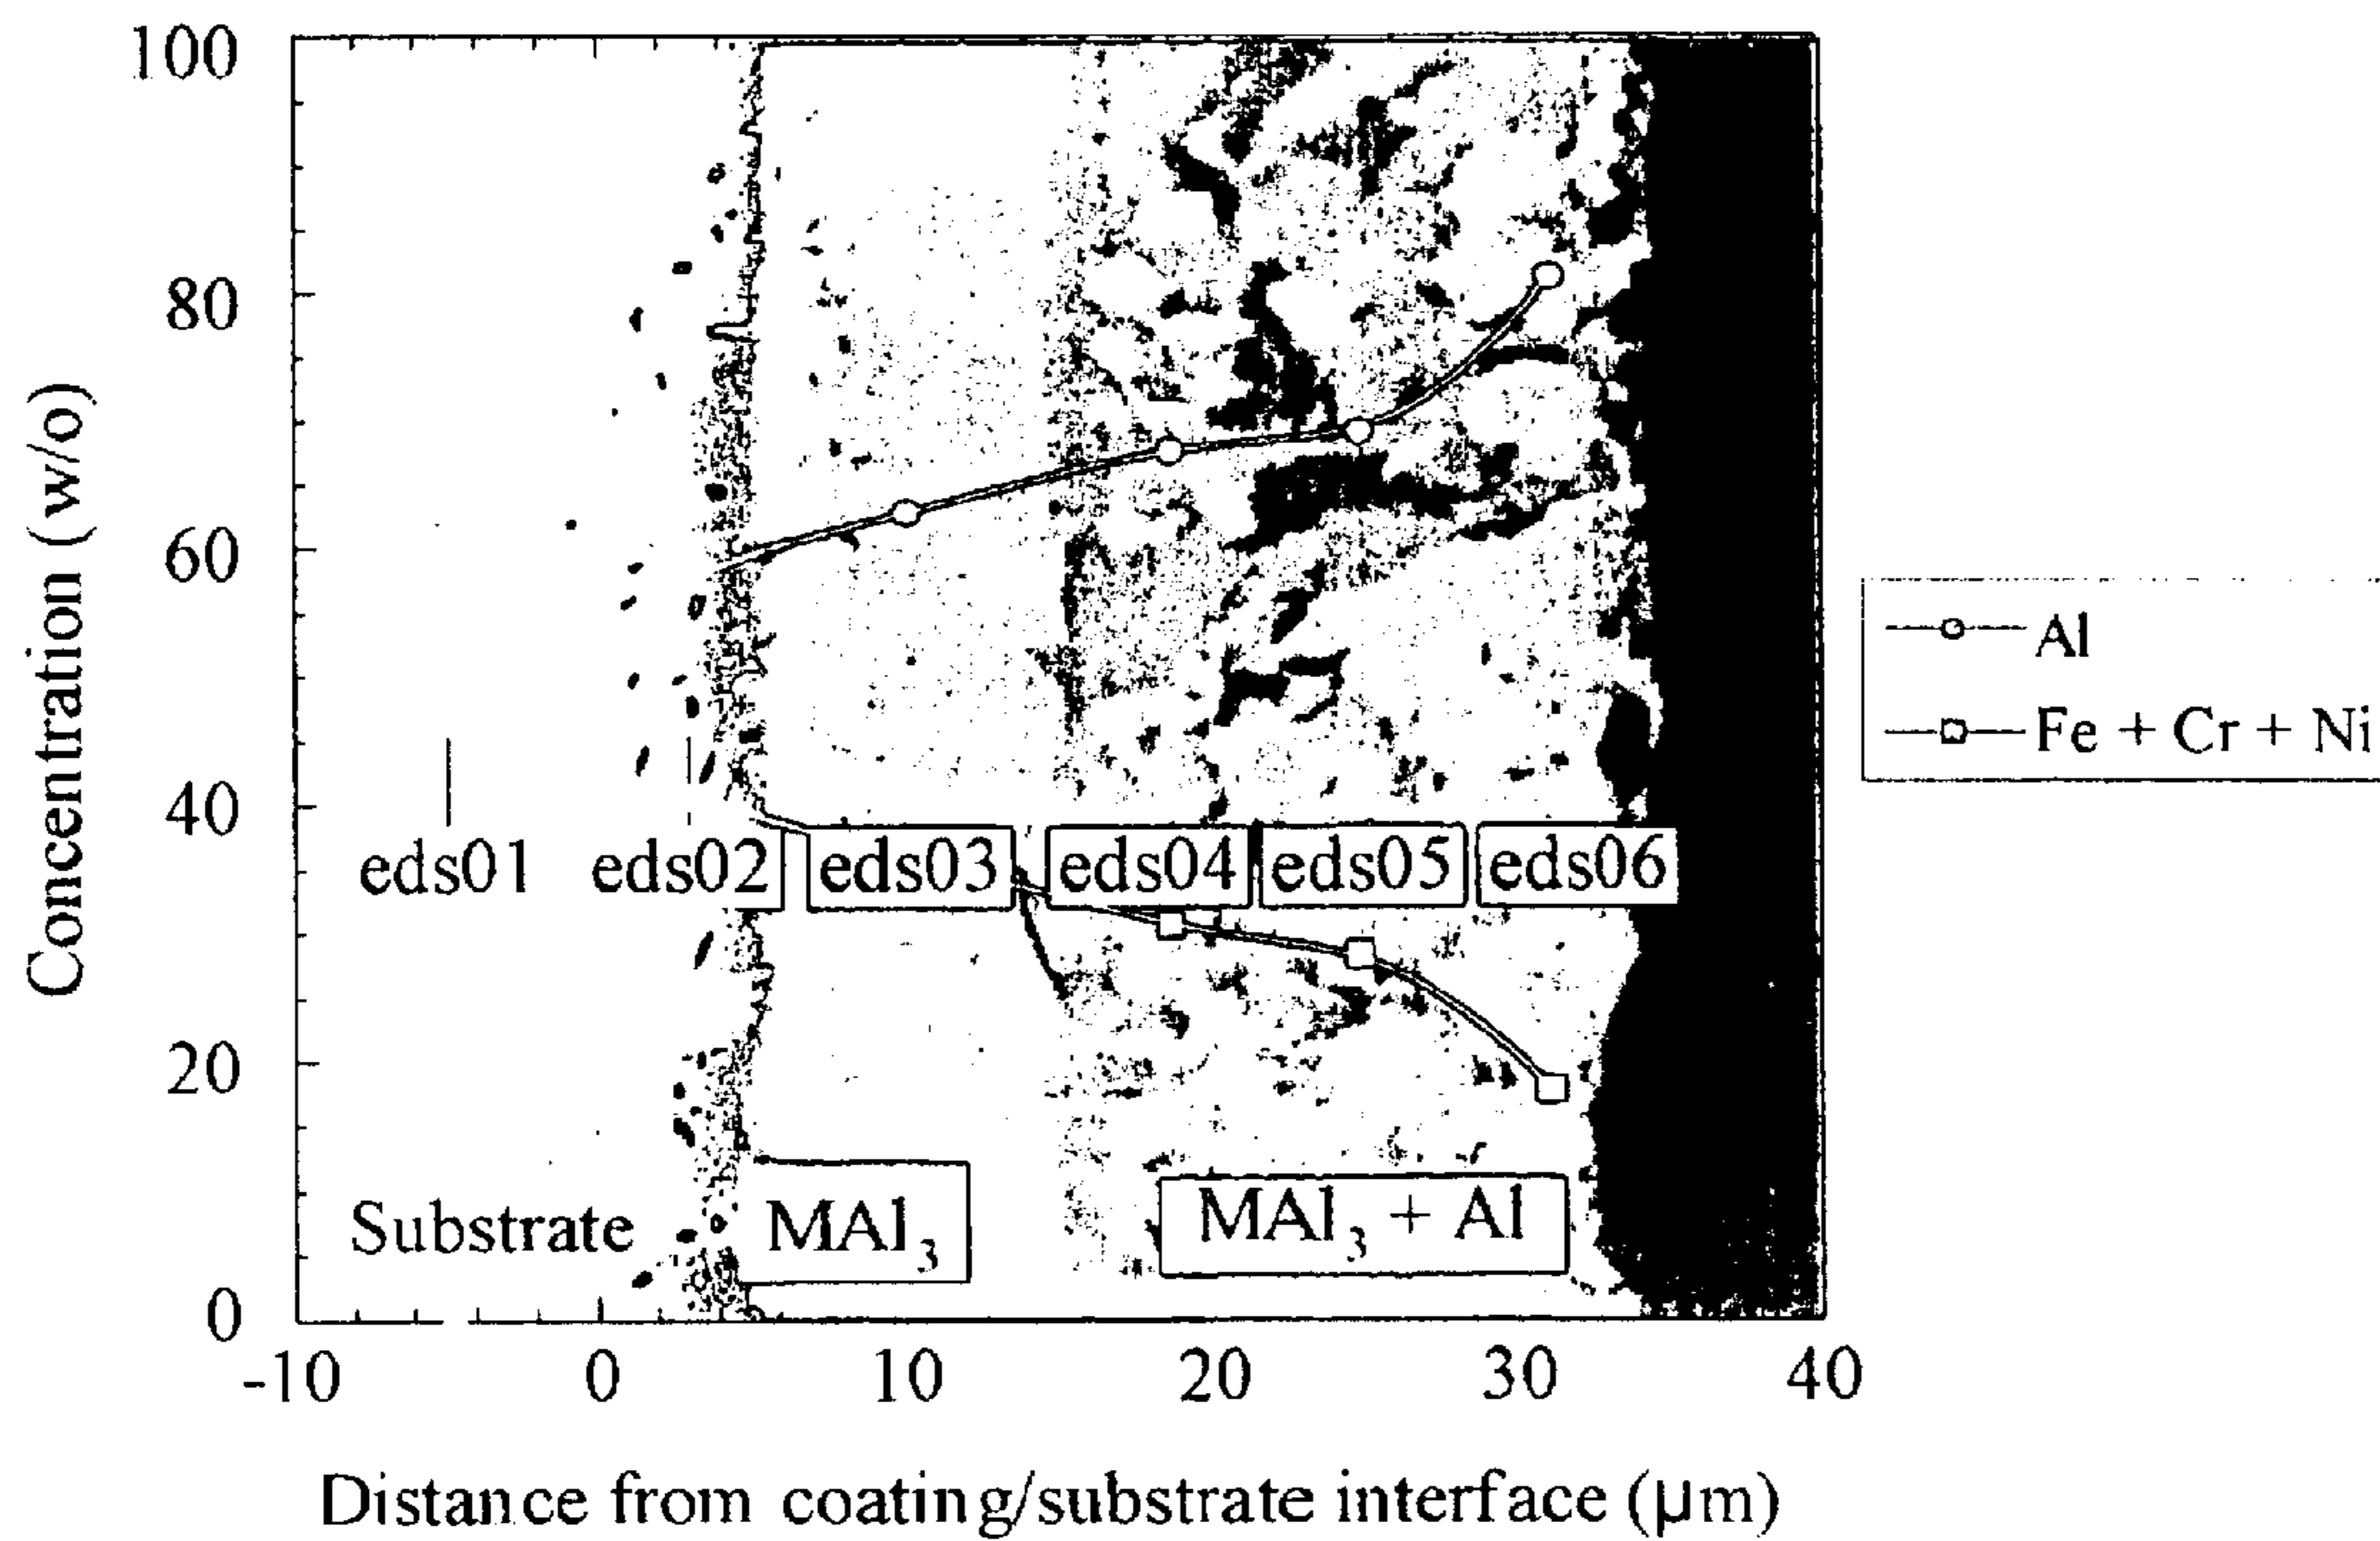 100
80
60
40
20
0
Concentration (w/o)
Al
Fe + Cr + Ni
eds01 eds02 eds03 eds04 eds05 eds06
Substrate MAl₃ MAl₃ + Al
-10 0 10 20 30 40
Distance from coating/substrate interface (μm)